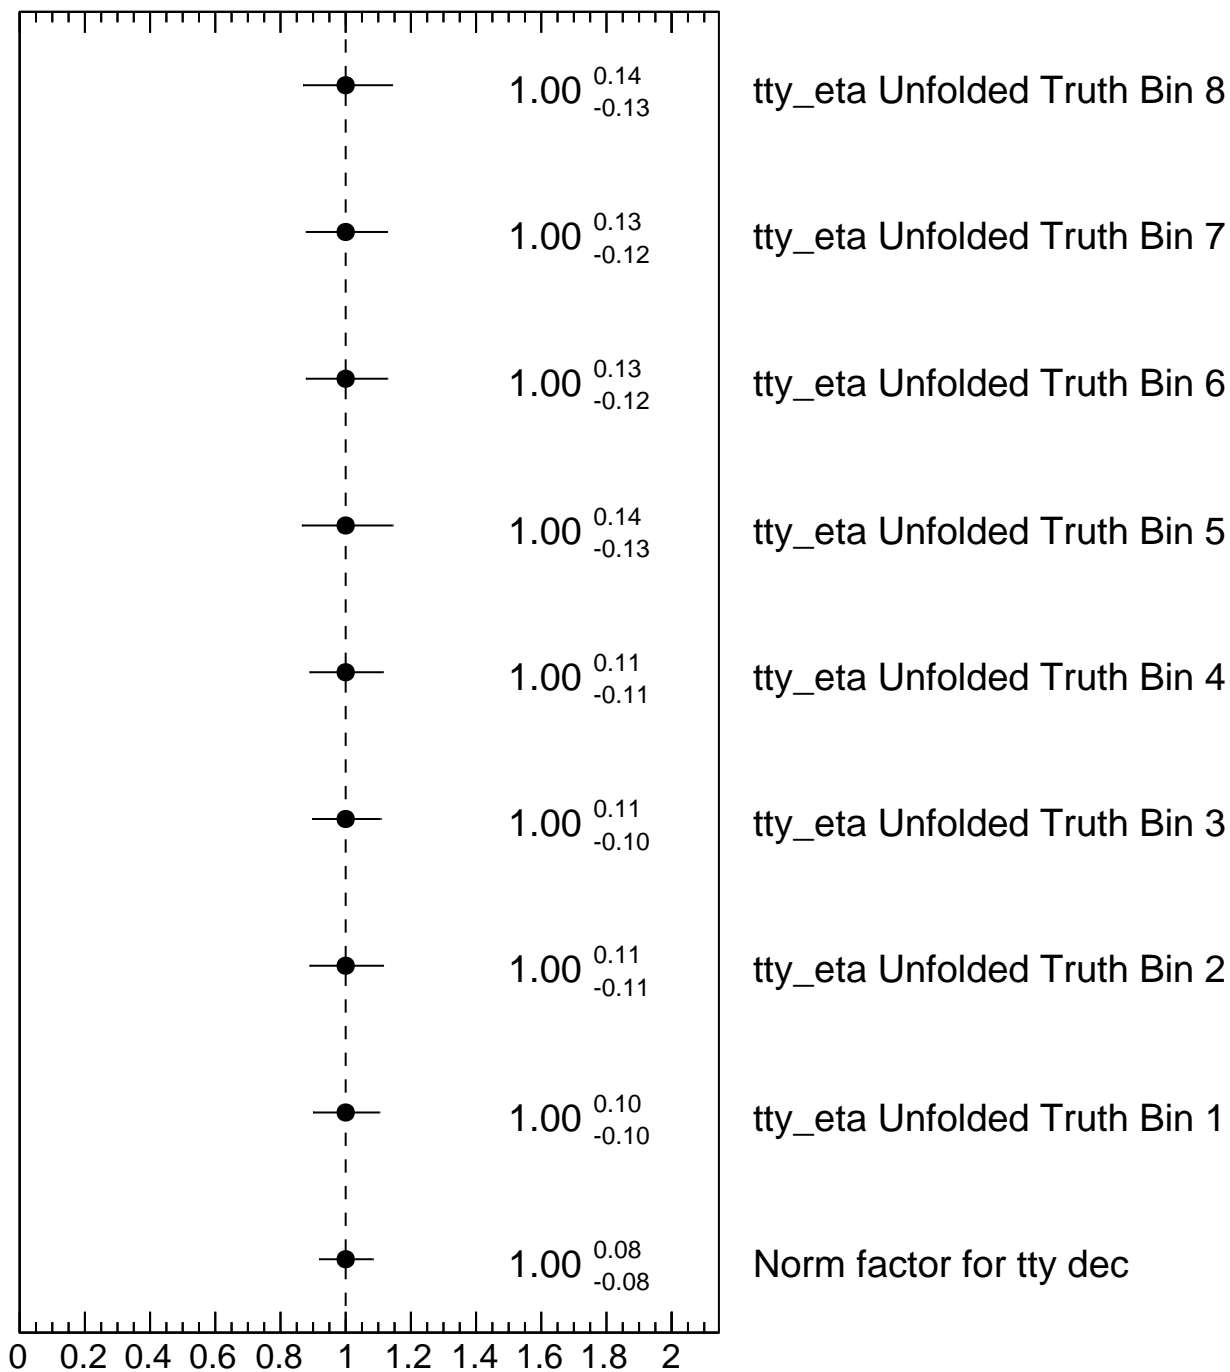 1.00 0.14 -0.13 tty_eta Unfolded Truth Bin 8
1.00 0.13 -0.12 tty_eta Unfolded Truth Bin 7
1.00 0.13 -0.12 tty_eta Unfolded Truth Bin 6
1.00 0.14 -0.13 tty_eta Unfolded Truth Bin 5
1.00 0.11 -0.11 tty_eta Unfolded Truth Bin 4
1.00 0.11 -0.10 tty_eta Unfolded Truth Bin 3
1.00 0.11 -0.11 tty_eta Unfolded Truth Bin 2
1.00 0.10 -0.10 tty_eta Unfolded Truth Bin 1
1.00 0.08 -0.08 Norm factor for tty dec
0 0.2 0.4 0.6 0.8 1 1.2 1.4 1.6 1.8 2